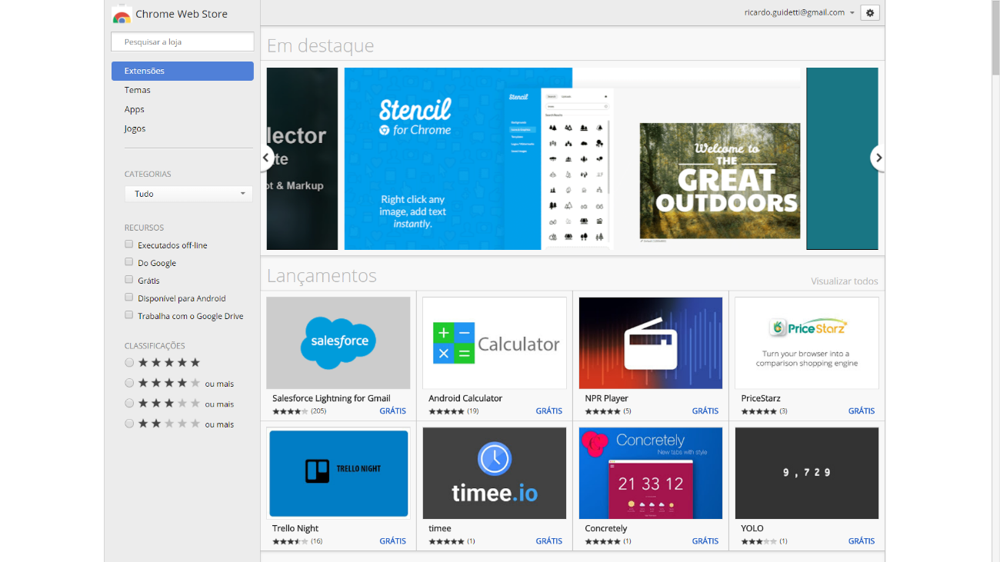 Chrome Web Store
ricardo.guidetti@gmail.com
Pesquisar a loja
Extensões
Temas
Apps
Jogos
CATEGORIAS
Tudo
RECURSOS
Executados off-line
Do Google
Grátis
Disponível para Android
Trabalha com o Google Drive
CLASSIFICAÇÕES
ou mais
ou mais
ou mais
Em destaque
lector
te
ot & Markup
Stencil
for Chrome
Right click any
image, add text
instantly.
Stencil
Welcome to
THE
GREAT
OUTDOORS
Lançamentos
Visualizar todos
salesforce
Salesforce Lightning for Gmail
(205) GRÁTIS
Calculator
Android Calculator
(19) GRÁTIS
NPR Player
(5) GRÁTIS
PriceStarz
Turn your browser into a
comparison shopping engine
PriceStarz
(3) GRÁTIS
TRELLO NIGHT
Trello Night
(16) GRÁTIS
timee.io
timee
(1) GRÁTIS
Concretely
New tabs with style
21 33 12
Concretely
(1) GRÁTIS
9,729
YOLO
(1) GRÁTIS